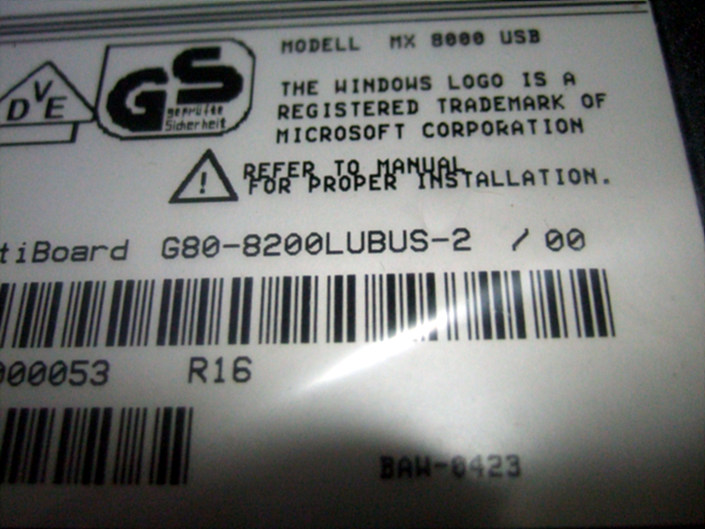 MODELL MX 8000 USB
DVE
GS
geprüfte
Sicherheit
THE WINDOWS LOGO IS A
REGISTERED TRADEMARK OF
MICROSOFT CORPORATION
REFER TO MANUAL
FOR PROPER INSTALLATION.
tiBoard G80-8200LUBUS-2 / 00
000053 R16
BAW-0423